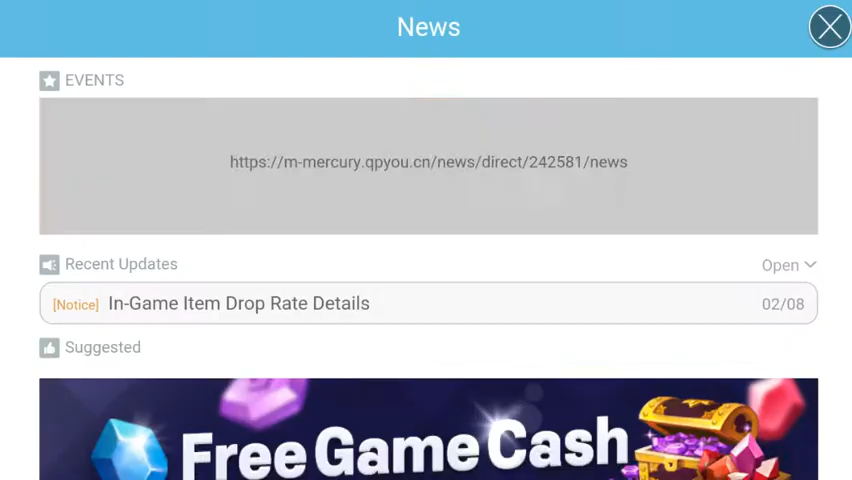 News
EVENTS
https://m-mercury.qpyou.cn/news/direct/242581/news
Recent Updates
Open
[Notice] In-Game Item Drop Rate Details 02/08
Suggested
Free Game Cash